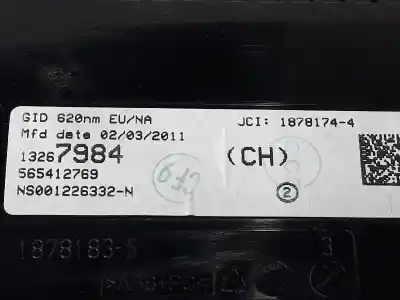 GID 620nm EU/NA
JCI: 1878174-4
Mfd date 02/03/2011
13267984
(CH)
565412769
2
NS001226332-N
1878183-5
3